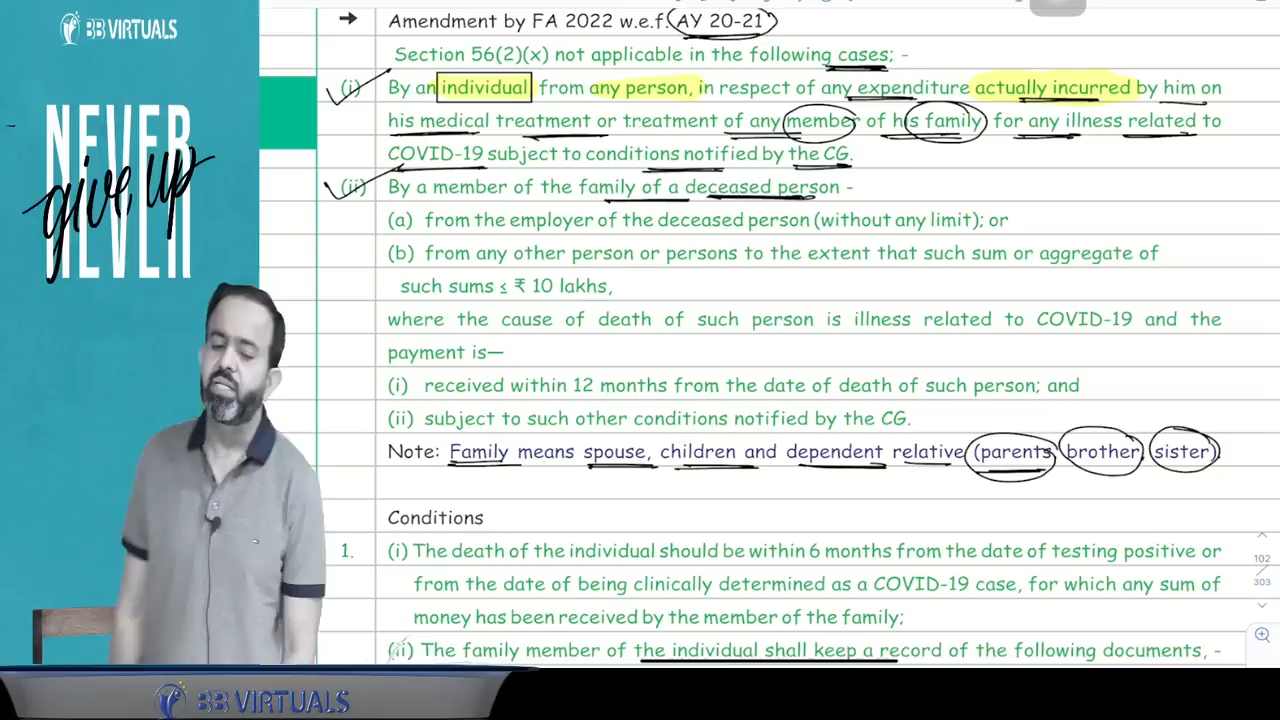 BB VIRTUALS
NEVER
give up
NEVER
→ Amendment by FA 2022 w.e.f. AY 20-21
Section 56(2)(x) not applicable in the following cases; -
(i) By an individual from any person, in respect of any expenditure actually incurred by him on
his medical treatment or treatment of any member of his family for any illness related to
COVID-19 subject to conditions notified by the CG.
(ii) By a member of the family of a deceased person -
(a) from the employer of the deceased person (without any limit); or
(b) from any other person or persons to the extent that such sum or aggregate of
such sums ≤ ₹ 10 lakhs,
where the cause of death of such person is illness related to COVID-19 and the
payment is—
(i) received within 12 months from the date of death of such person; and
(ii) subject to such other conditions notified by the CG.
Note: Family means spouse, children and dependent relative (parents, brother, sister).
Conditions
1. (i) The death of the individual should be within 6 months from the date of testing positive or
from the date of being clinically determined as a COVID-19 case, for which any sum of
money has been received by the member of the family;
(ii) The family member of the individual shall keep a record of the following documents, -
102
303
BB VIRTUALS